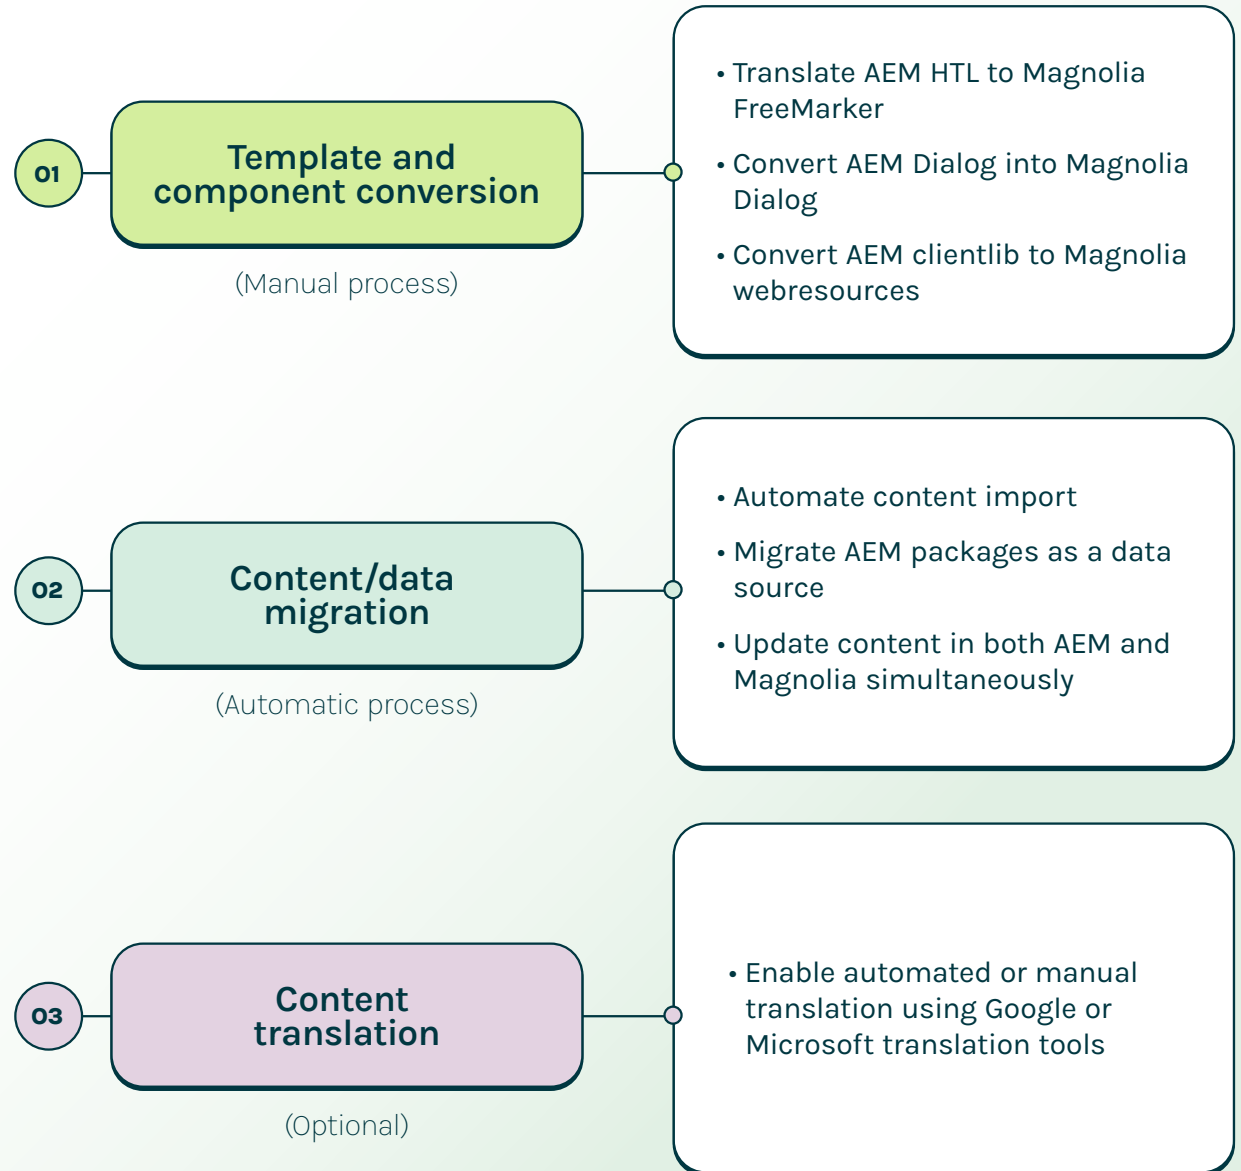 01
Template and
component conversion
(Manual process)
• Translate AEM HTL to Magnolia
FreeMarker
• Convert AEM Dialog into Magnolia
Dialog
• Convert AEM clientlib to Magnolia
webresources
02
Content/data
migration
(Automatic process)
• Automate content import
• Migrate AEM packages as a data
source
• Update content in both AEM and
Magnolia simultaneously
03
Content
translation
(Optional)
• Enable automated or manual
translation using Google or
Microsoft translation tools